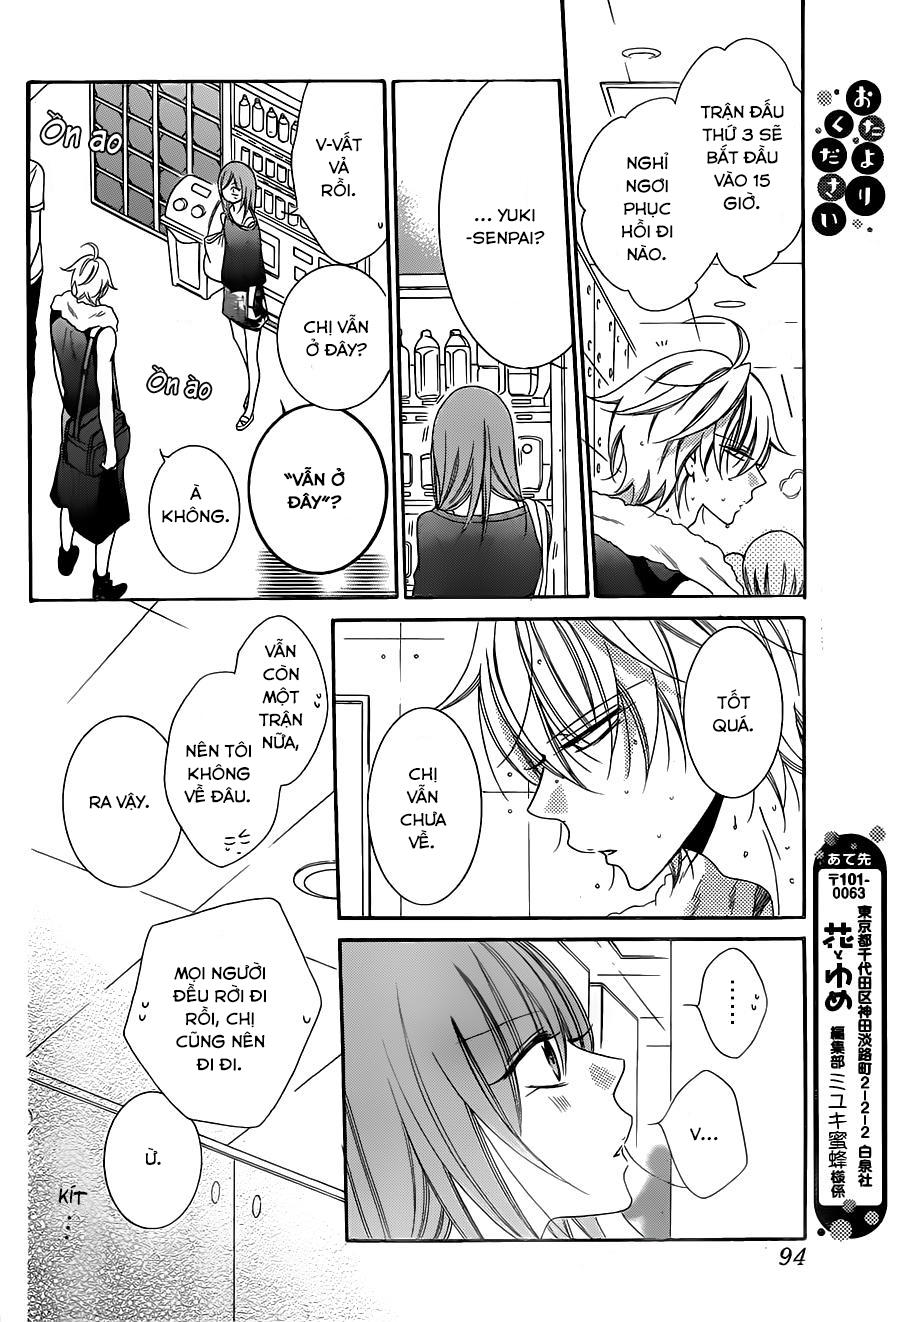 TRẬN ĐẤU
THỨ 3 SẼ
BẮT ĐẦU
VÀO 15
GIỜ.
NGHỈ
NGƠI
PHỤC
HỒI ĐI
NÀO.
... YUKI
-SENPAI?
V-VẤT
VẢ
RỒI.
Ồn ao
CHỊ VẪN
Ở ĐÂY?
Ồn ào
"VẪN Ở
ĐÂY"?
À
KHÔNG.
TỐT
QUÁ.
CHỊ
VẪN
CHƯA
VỀ.
VẪN
CÒN
MỘT
TRẬN
NỮA,
NÊN TÔI
KHÔNG
VỀ ĐÂU.
RA VẬY.
......
V...
MỌI NGƯỜI
ĐỀU RỜI ĐI
RỒI, CHỊ
CŨNG NÊN
ĐI ĐI.
Ừ.
KÍT
...
94
おたより
ください
あて先
〒101-
0063
東京都千代田区神田淡路町2-2-2 白泉社
花とゆめ 編集部 ミユキ蜜蜂様係